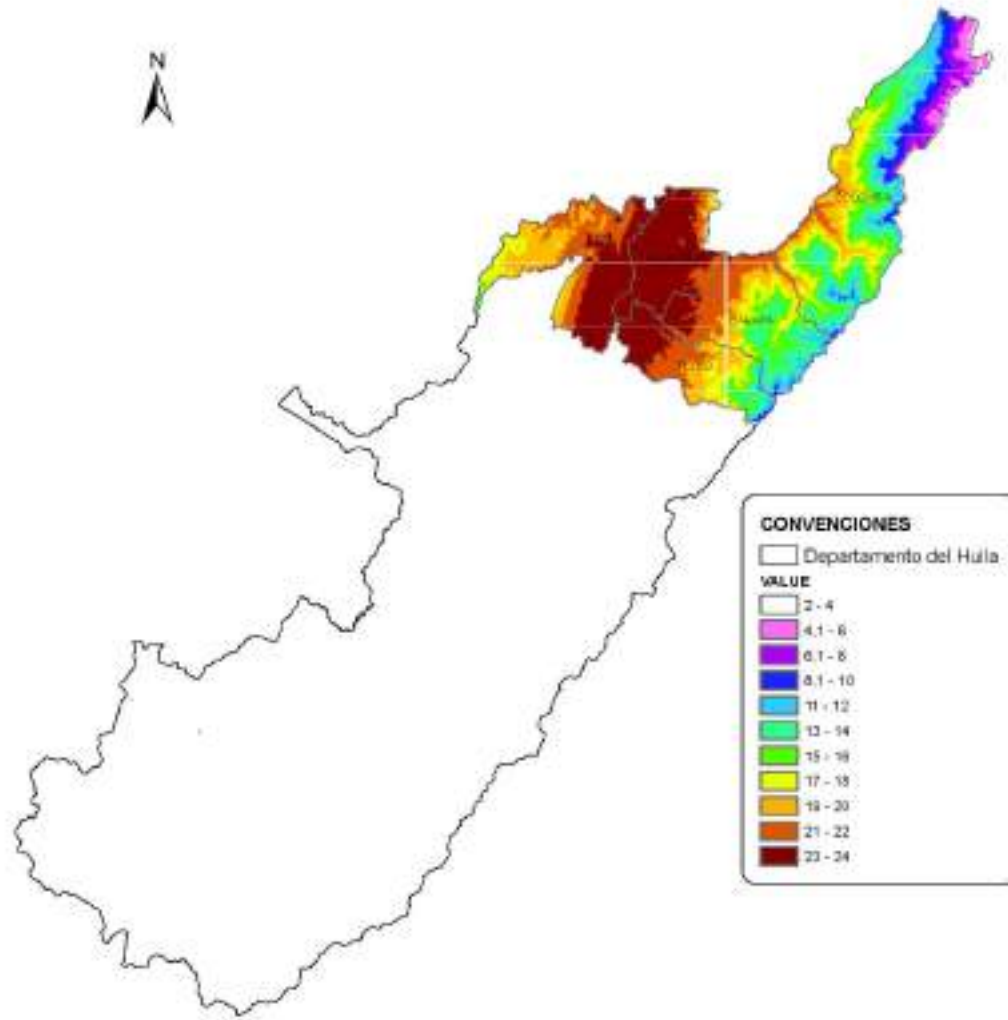 N
CONVENCIONES
Departamento del Huila
VALUE
2 - 4
4,1 - 6
6,1 - 8
8,1 - 10
11 - 12
13 - 14
15 - 16
17 - 18
19 - 20
21 - 22
23 - 24